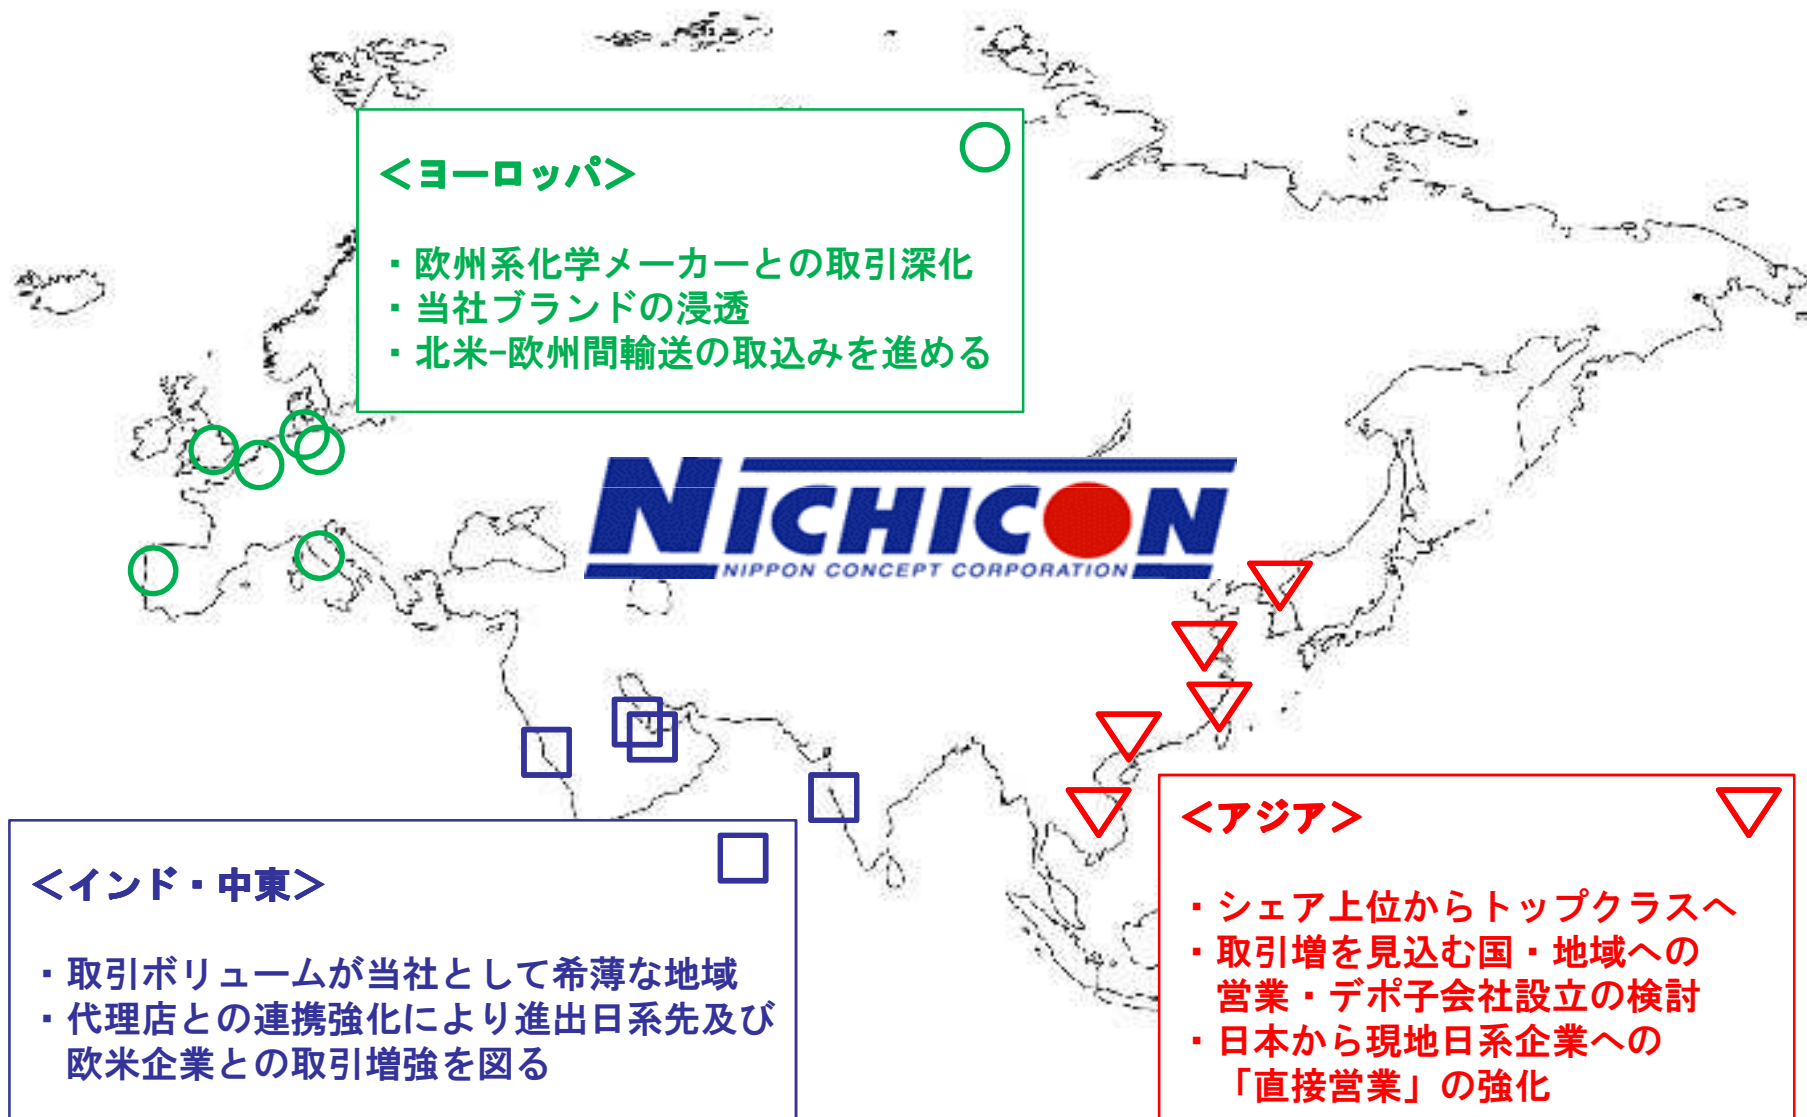 <ヨーロッパ>
・欧州系化学メーカーとの取引深化
・当社ブランドの浸透
・北米-欧州間輸送の取込みを進める
NICHICON
NIPPON CONCEPT CORPORATION
<インド・中東>
・取引ボリュームが当社として希薄な地域
・代理店との連携強化により進出日系先及び
欧米企業との取引増強を図る
<アジア>
・シェア上位からトップクラスへ
・取引増を見込む国・地域への
営業・デポ子会社設立の検討
・日本から現地日系企業への
「直接営業」の強化